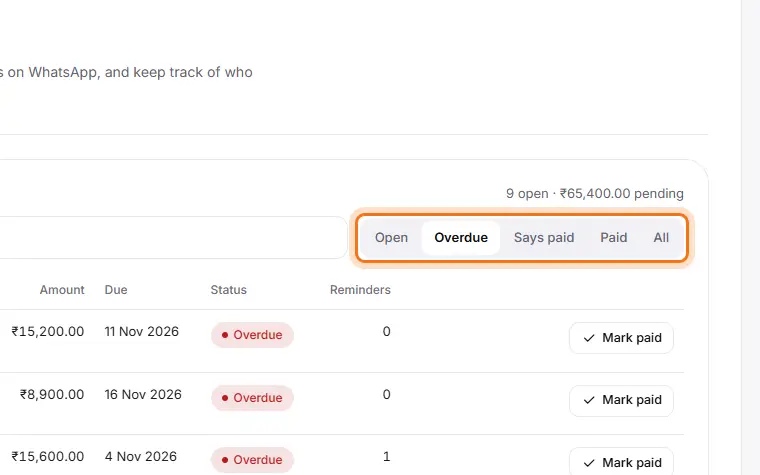 s on WhatsApp, and keep track of who
9 open · ₹65,400.00 pending
Open Overdue Says paid Paid All
Amount Due Status Reminders
₹15,200.00 11 Nov 2026 Overdue 0 Mark paid
₹8,900.00 16 Nov 2026 Overdue 0 Mark paid
₹15,600.00 4 Nov 2026 Overdue 1 Mark paid